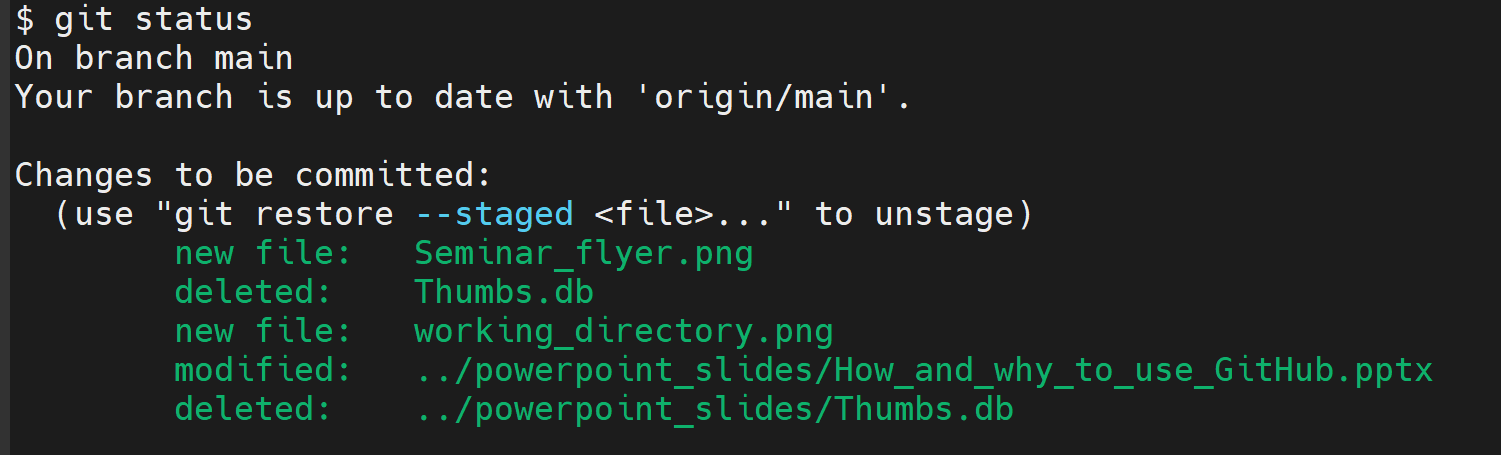 $ git status
On branch main
Your branch is up to date with 'origin/main'.

Changes to be committed:
  (use "git restore --staged <file>..." to unstage)
        new file:   Seminar_flyer.png
        deleted:    Thumbs.db
        new file:   working_directory.png
        modified:   ../powerpoint_slides/How_and_why_to_use_GitHub.pptx
        deleted:    ../powerpoint_slides/Thumbs.db